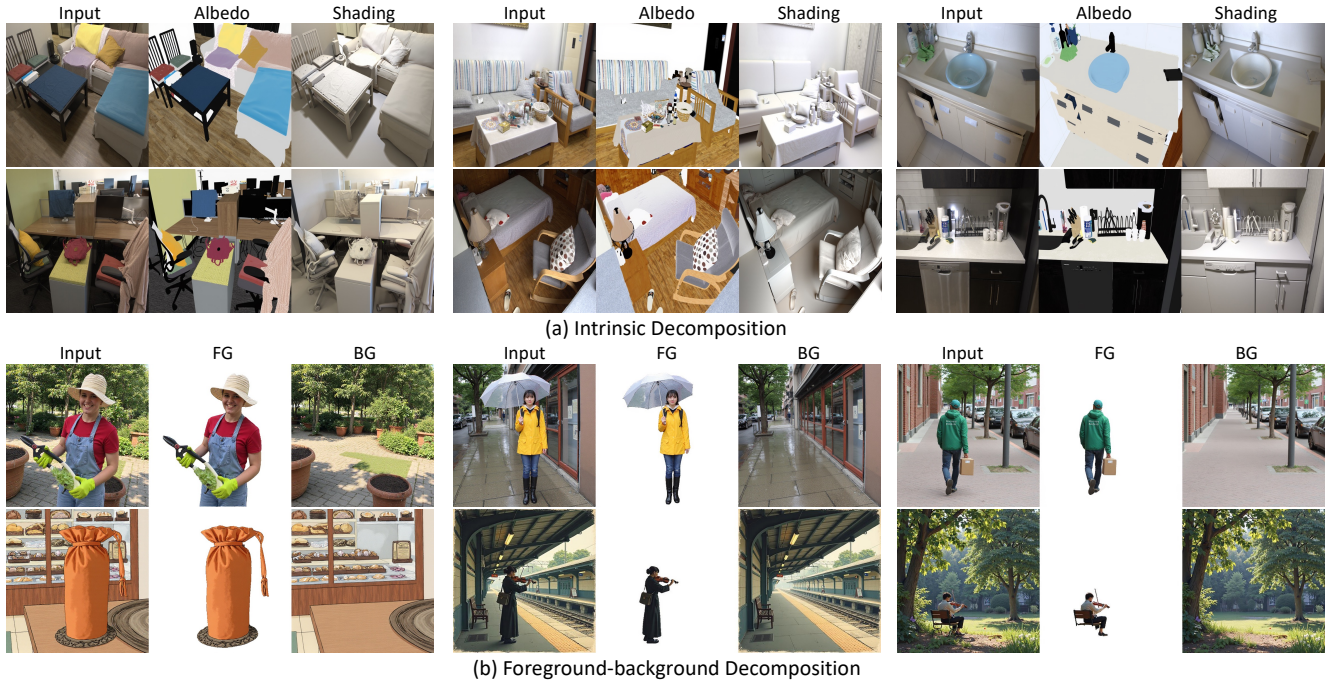 Input Albedo Shading Input Albedo Shading Input Albedo Shading
(a) Intrinsic Decomposition
Input FG BG Input FG BG Input FG BG
(b) Foreground-background Decomposition